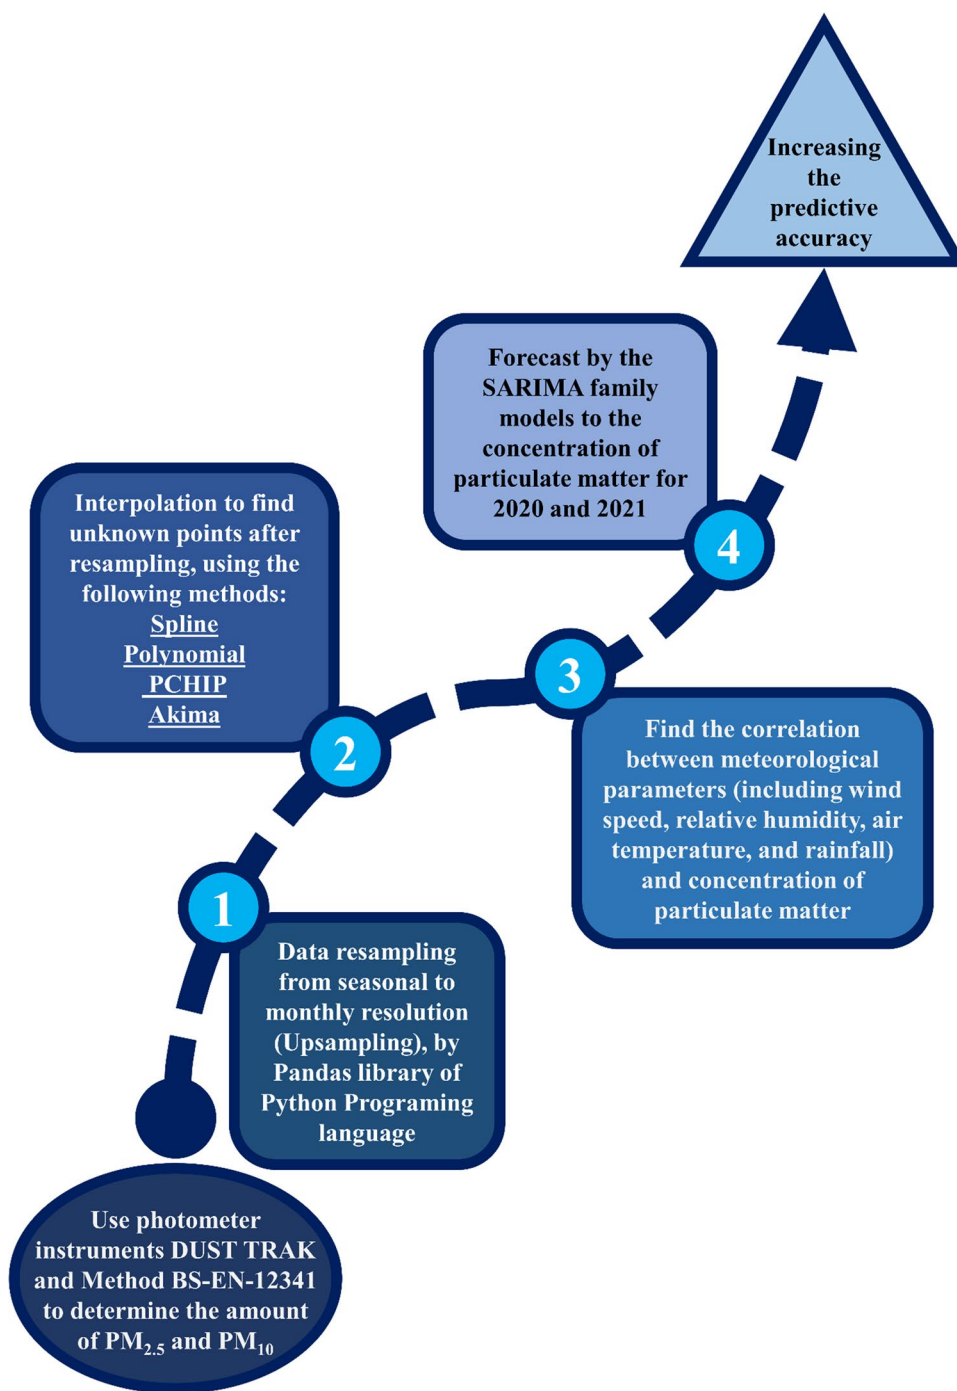 Increasing
the
predictive
accuracy
Forecast by the
SARIMA family
models to the
concentration of
particulate matter for
2020 and 2021
4
Interpolation to find
unknown points after
resampling, using the
following methods:
Spline
Polynomial
PCHIP
Akima
3
2
Find the correlation
between meteorological
parameters (including wind
speed, relative humidity, air
temperature, and rainfall)
and concentration of
particulate matter
1
Data resampling
from seasonal to
monthly resolution
(Upsampling), by
Pandas library of
Python Programing
language
Use photometer
instruments DUST TRAK
and Method BS-EN-12341
to determine the amount
of PM2.5 and PM10